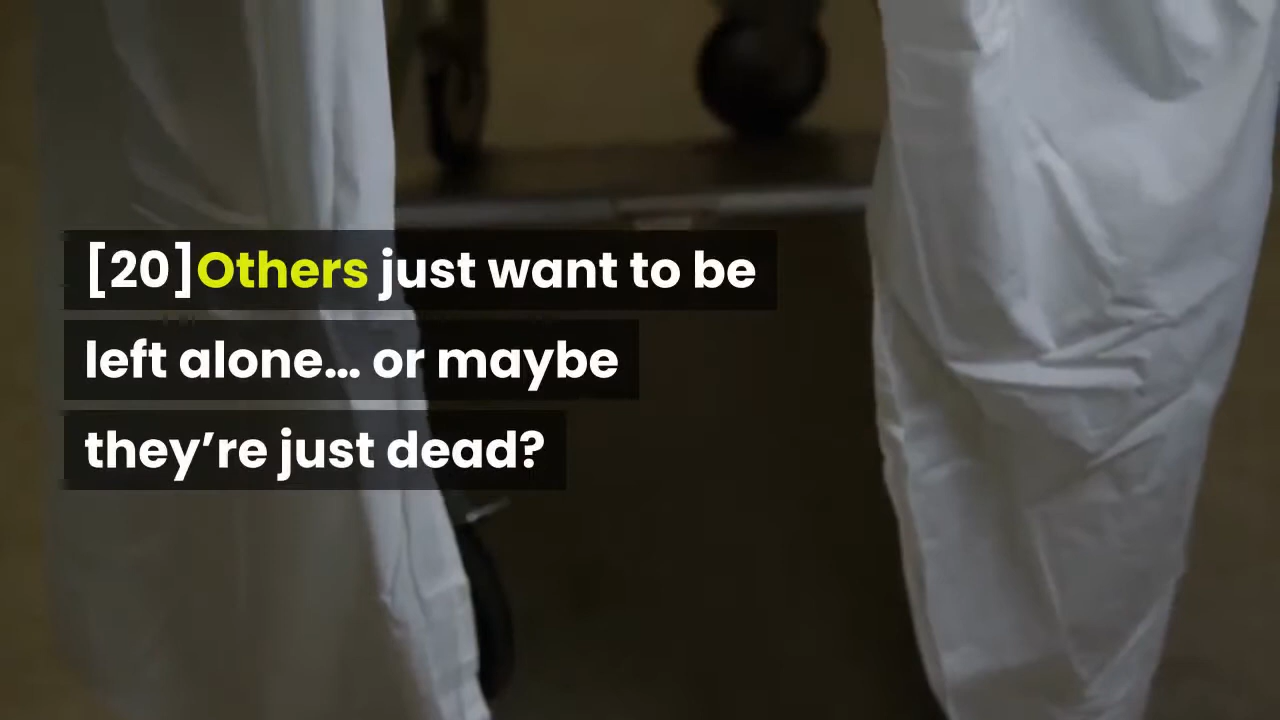 [20]Others just want to be
left alone... or maybe
they’re just dead?